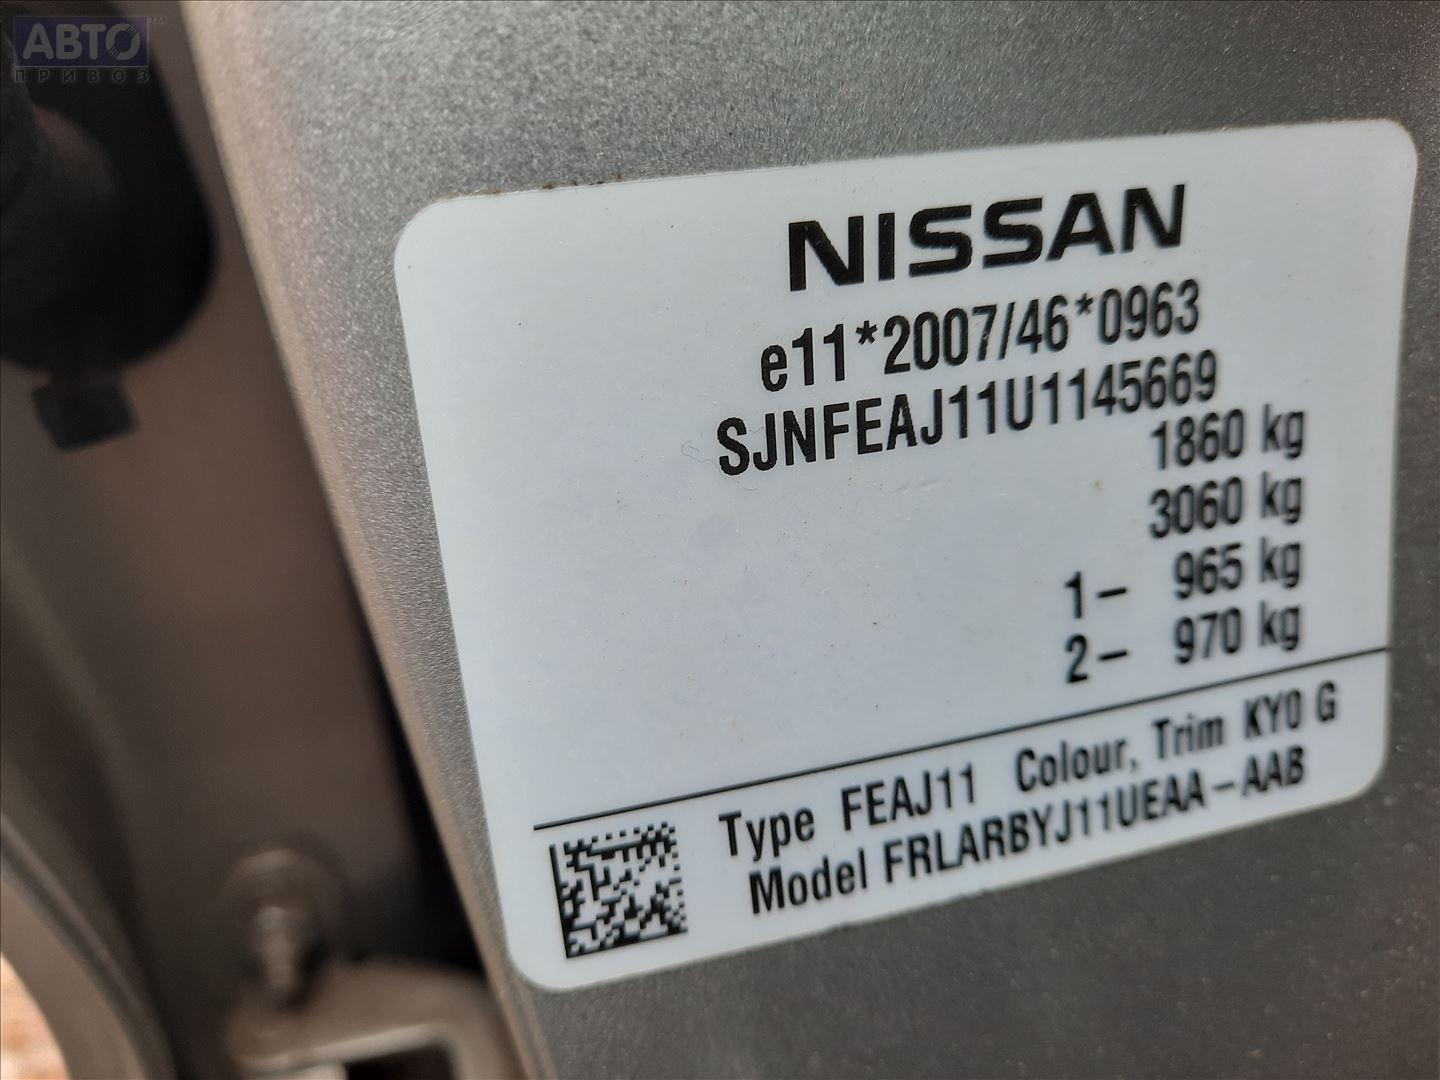 АВТО™
ПРИВОЗ
NISSAN
e11*2007/46*0963
SJNFEAJ11U1145669
1860 kg
3060 kg
1– 965 kg
2– 970 kg
Type FEAJ11 Colour, Trim KY0 G
Model FRLARBYJ11UEAA–AAB